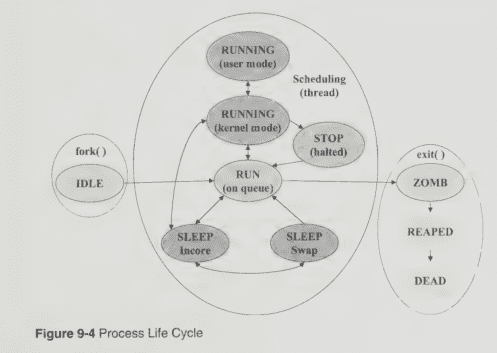 RUNNING
(user mode)
Scheduling
(thread)
RUNNING
(kernel mode)
STOP
(halted)
fork( )
IDLE
RUN
(on queue)
exit( )
ZOMB
SLEEP
incore
SLEEP
Swap
REAPED
DEAD
Figure 9-4 Process Life Cycle